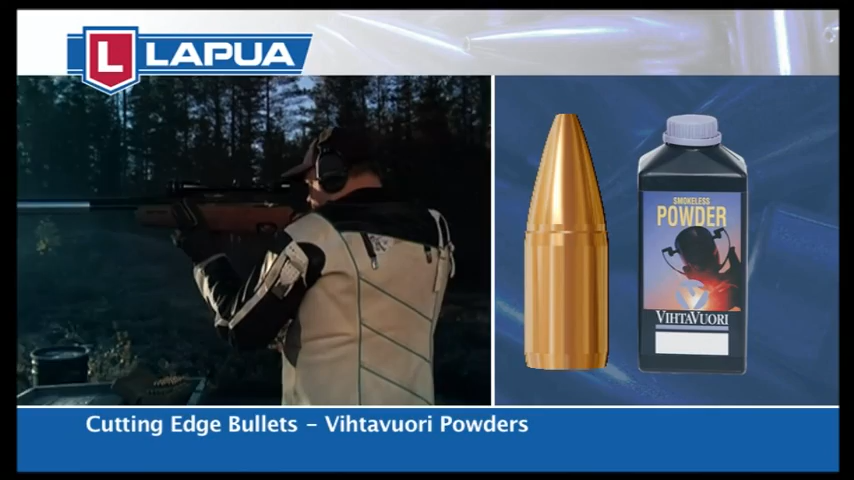 L LAPUA
SMOKELESS
POWDER
VIHTAVUORI
Cutting Edge Bullets – Vihtavuori Powders